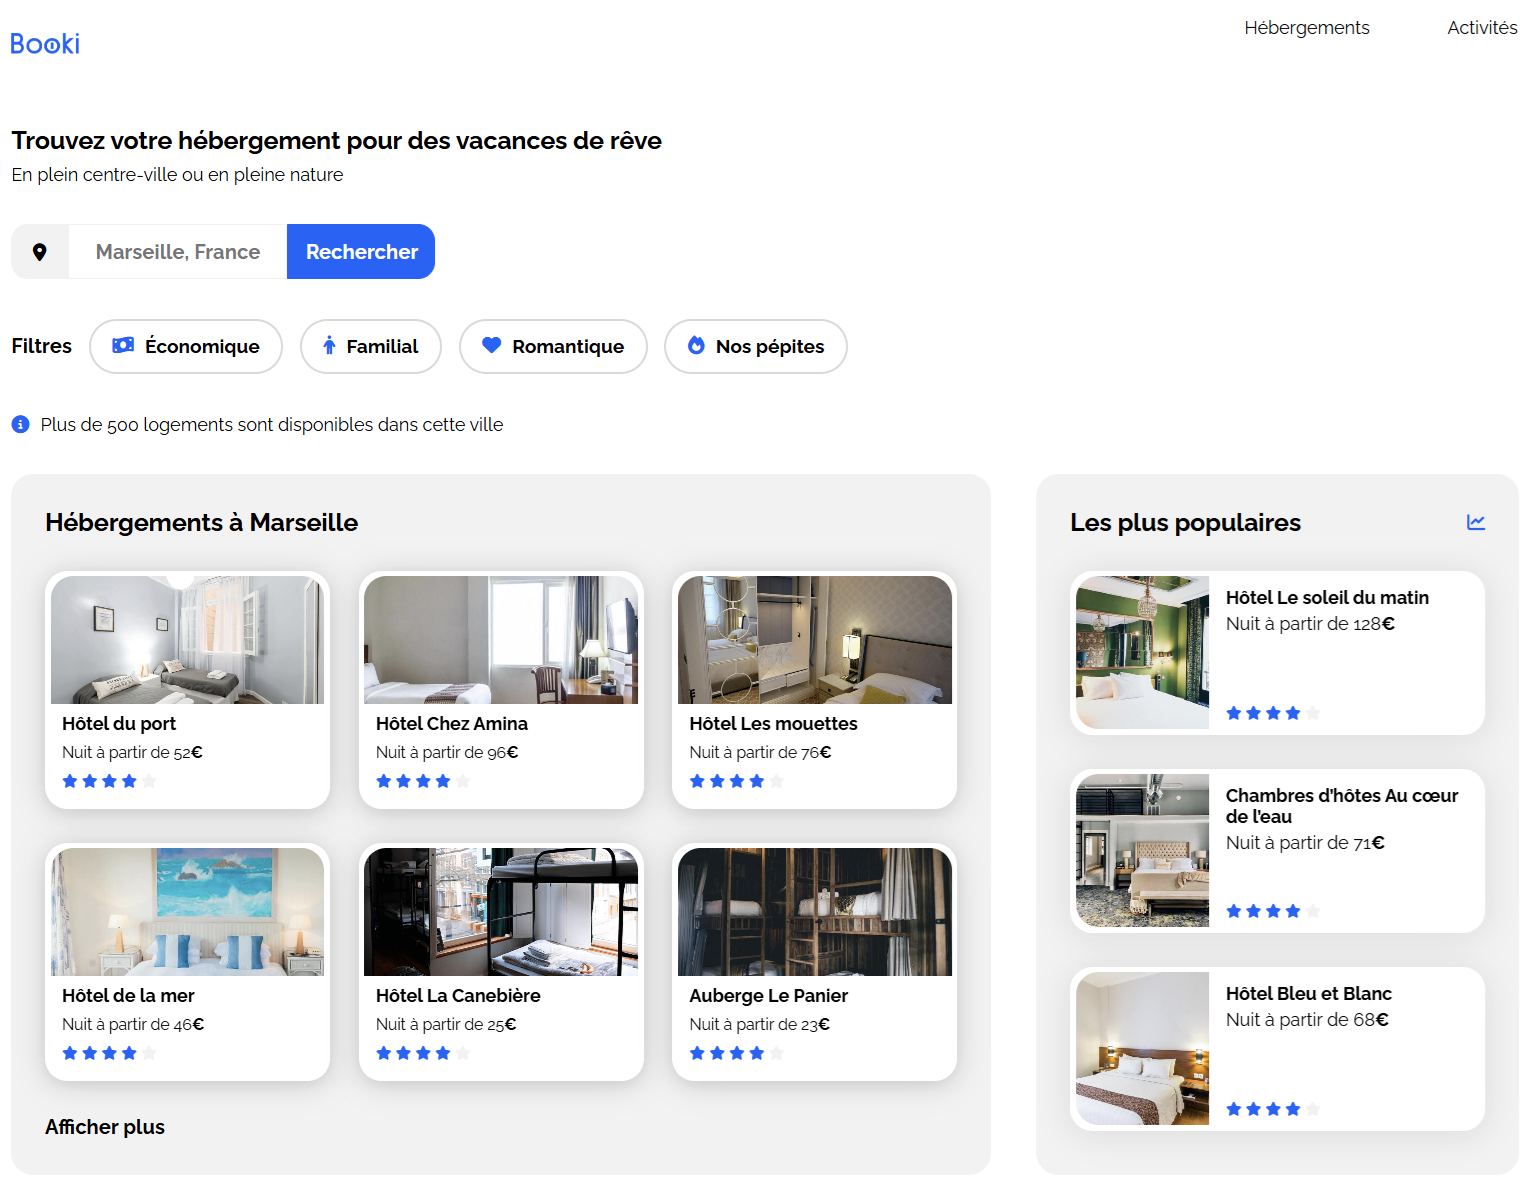 Booki
Hébergements
Activités
Trouvez votre hébergement pour des vacances de rêve
En plein centre-ville ou en pleine nature
Marseille, France
Rechercher
Filtres
Économique
Familial
Romantique
Nos pépites
Plus de 500 logements sont disponibles dans cette ville
Hébergements à Marseille
Hôtel du port
Nuit à partir de 52€
Hôtel Chez Amina
Nuit à partir de 96€
Hôtel Les mouettes
Nuit à partir de 76€
Hôtel de la mer
Nuit à partir de 46€
Hôtel La Canebière
Nuit à partir de 25€
Auberge Le Panier
Nuit à partir de 23€
Afficher plus
Les plus populaires
Hôtel Le soleil du matin
Nuit à partir de 128€
Chambres d'hôtes Au cœur
de l'eau
Nuit à partir de 71€
Hôtel Bleu et Blanc
Nuit à partir de 68€